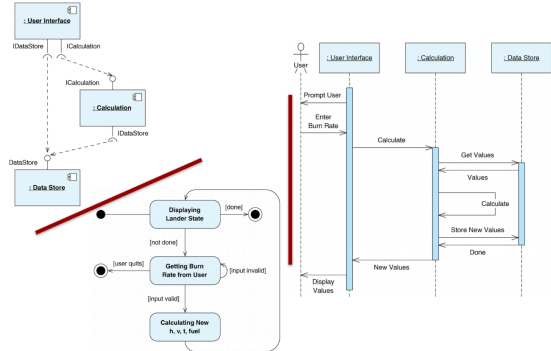 : User Interface
IDataStore
ICalculation
ICalculation
: Calculation
IDataStore
DataStore
: Data Store
Displaying
Lander State
[done]
[not done]
[user quits]
Getting Burn
Rate from User
[input invalid]
[input valid]
Calculating New
h, v, t, fuel
User
: User Interface
: Calculation
: Data Store
Prompt User
Enter
Burn Rate
Calculate
Get Values
Values
Calculate
Store New Values
Done
New Values
Display
Values